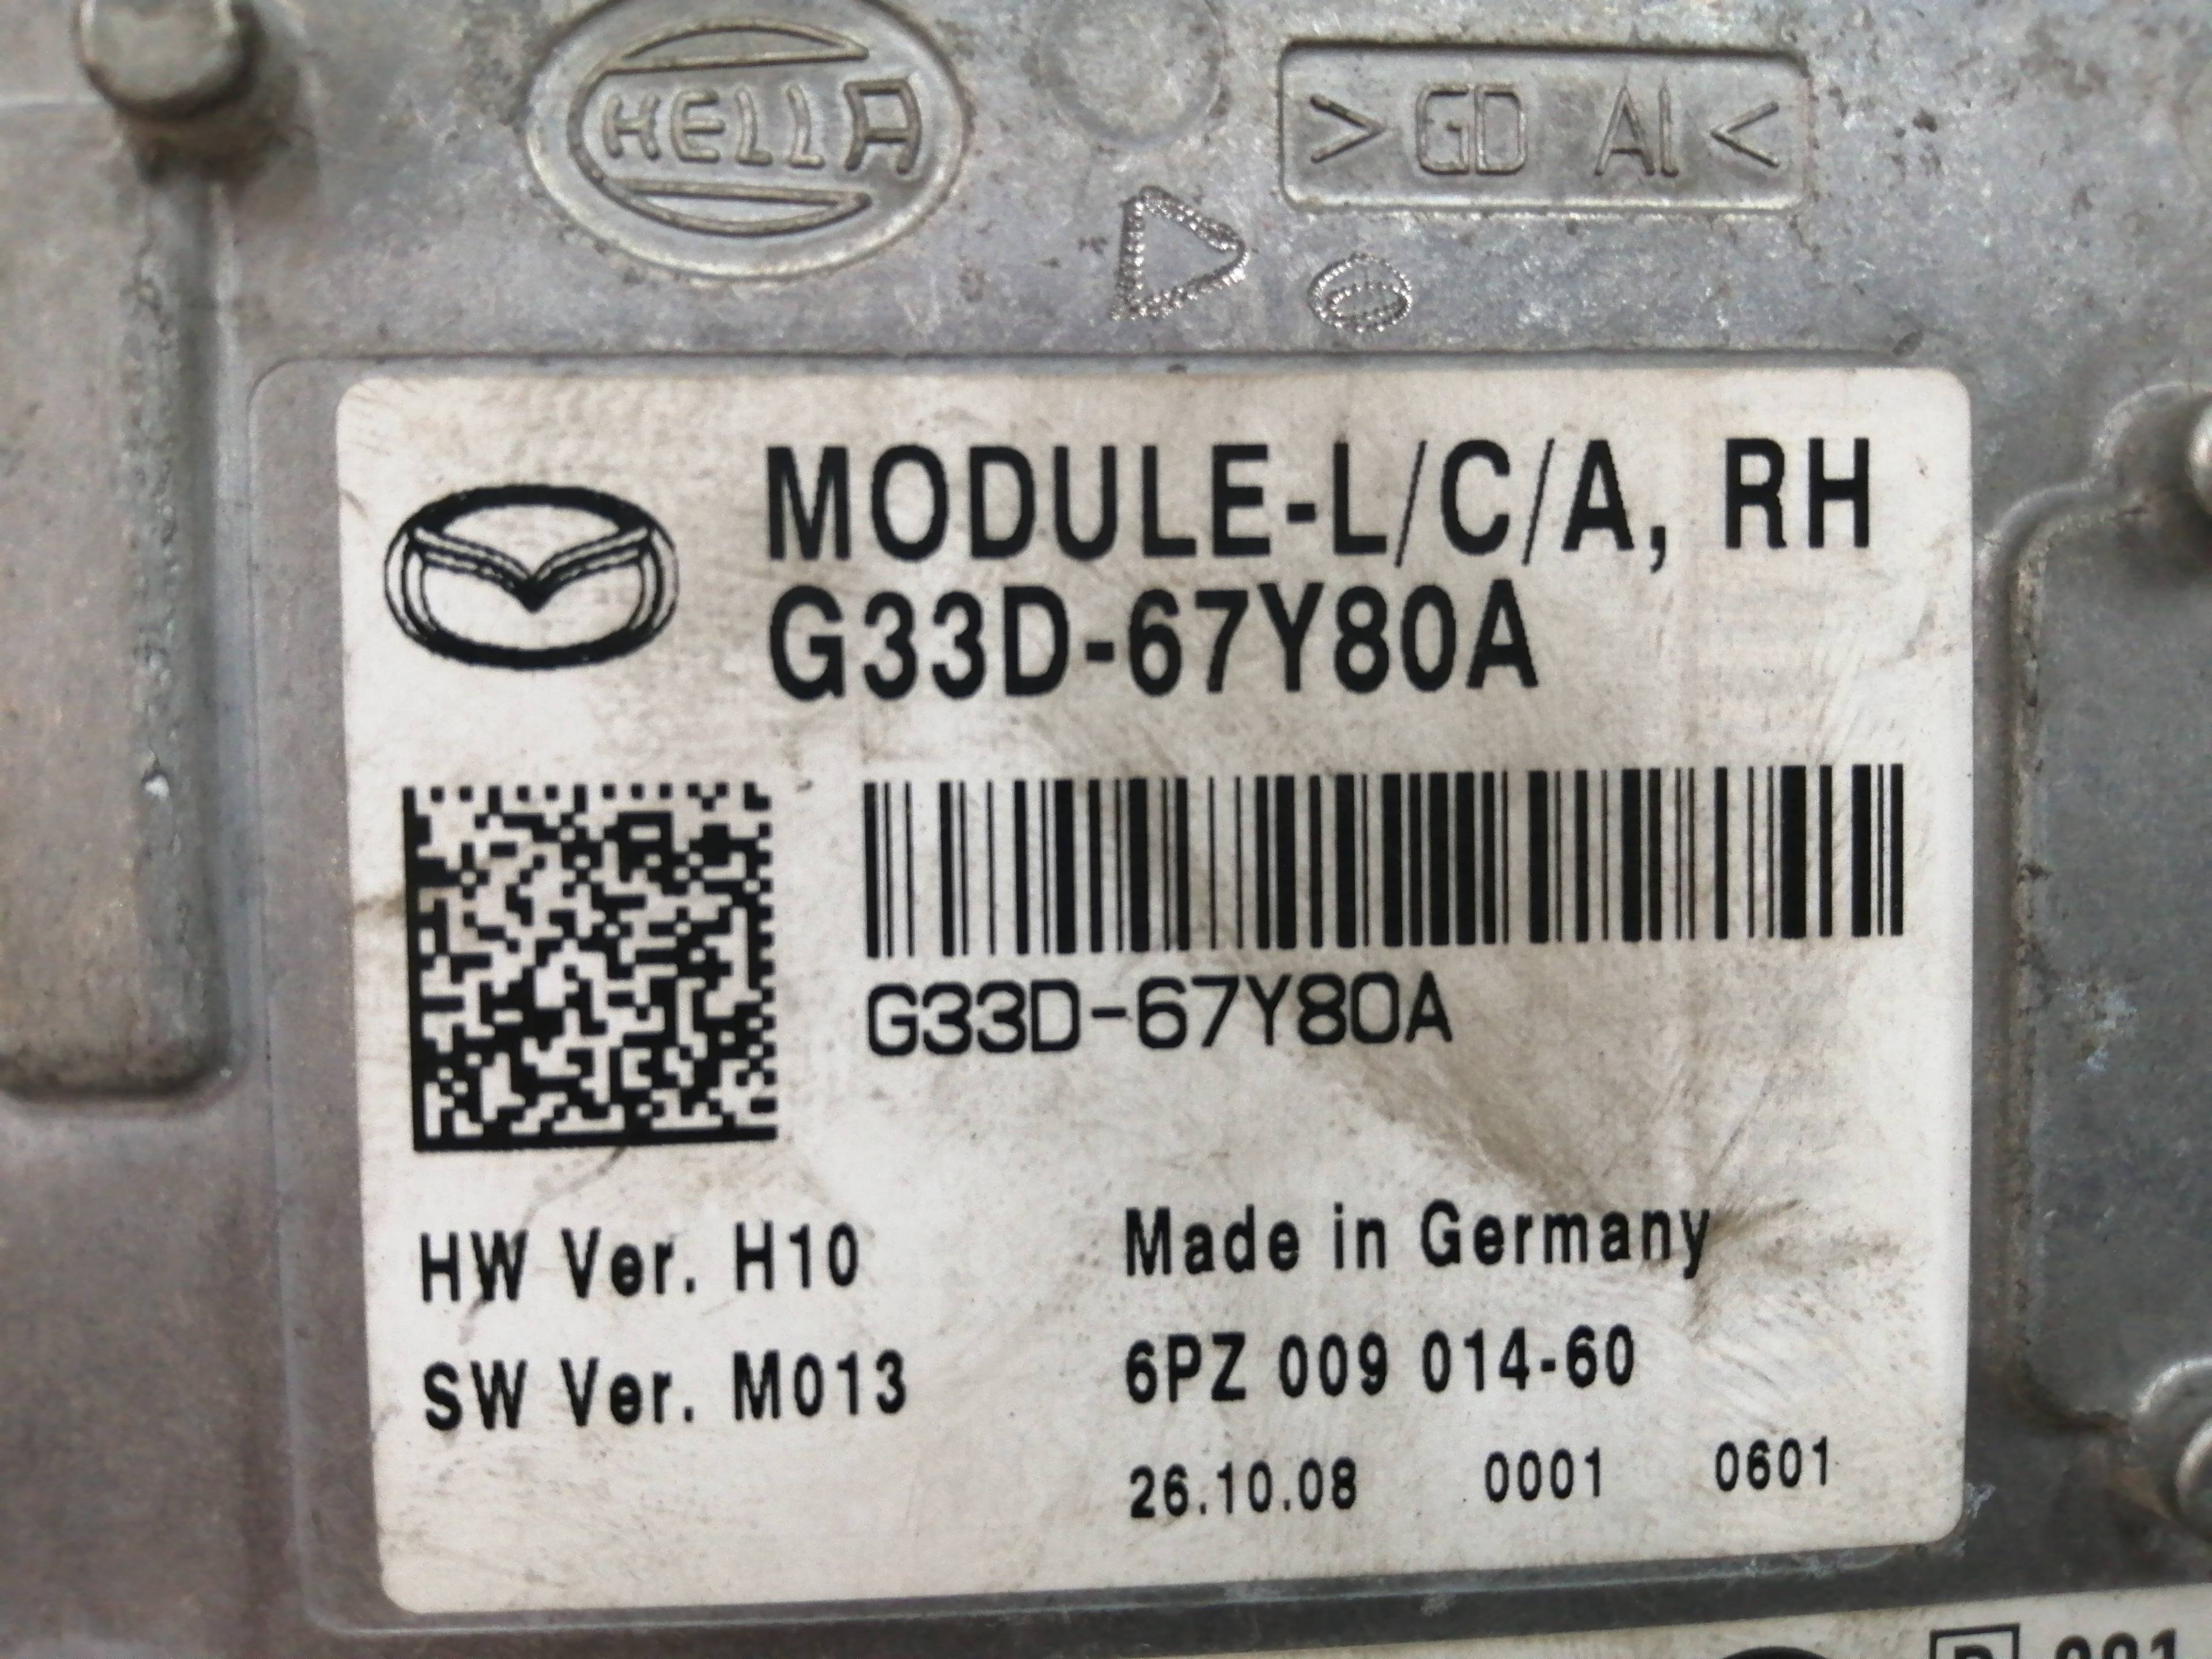 HELLA
> GD Al <
MODULE-L/C/A, RH
G33D-67Y80A
G33D-67Y80A
HW Ver. H10
Made in Germany
SW Ver. M013
6PZ 009 014-60
26.10.08 0001 0601